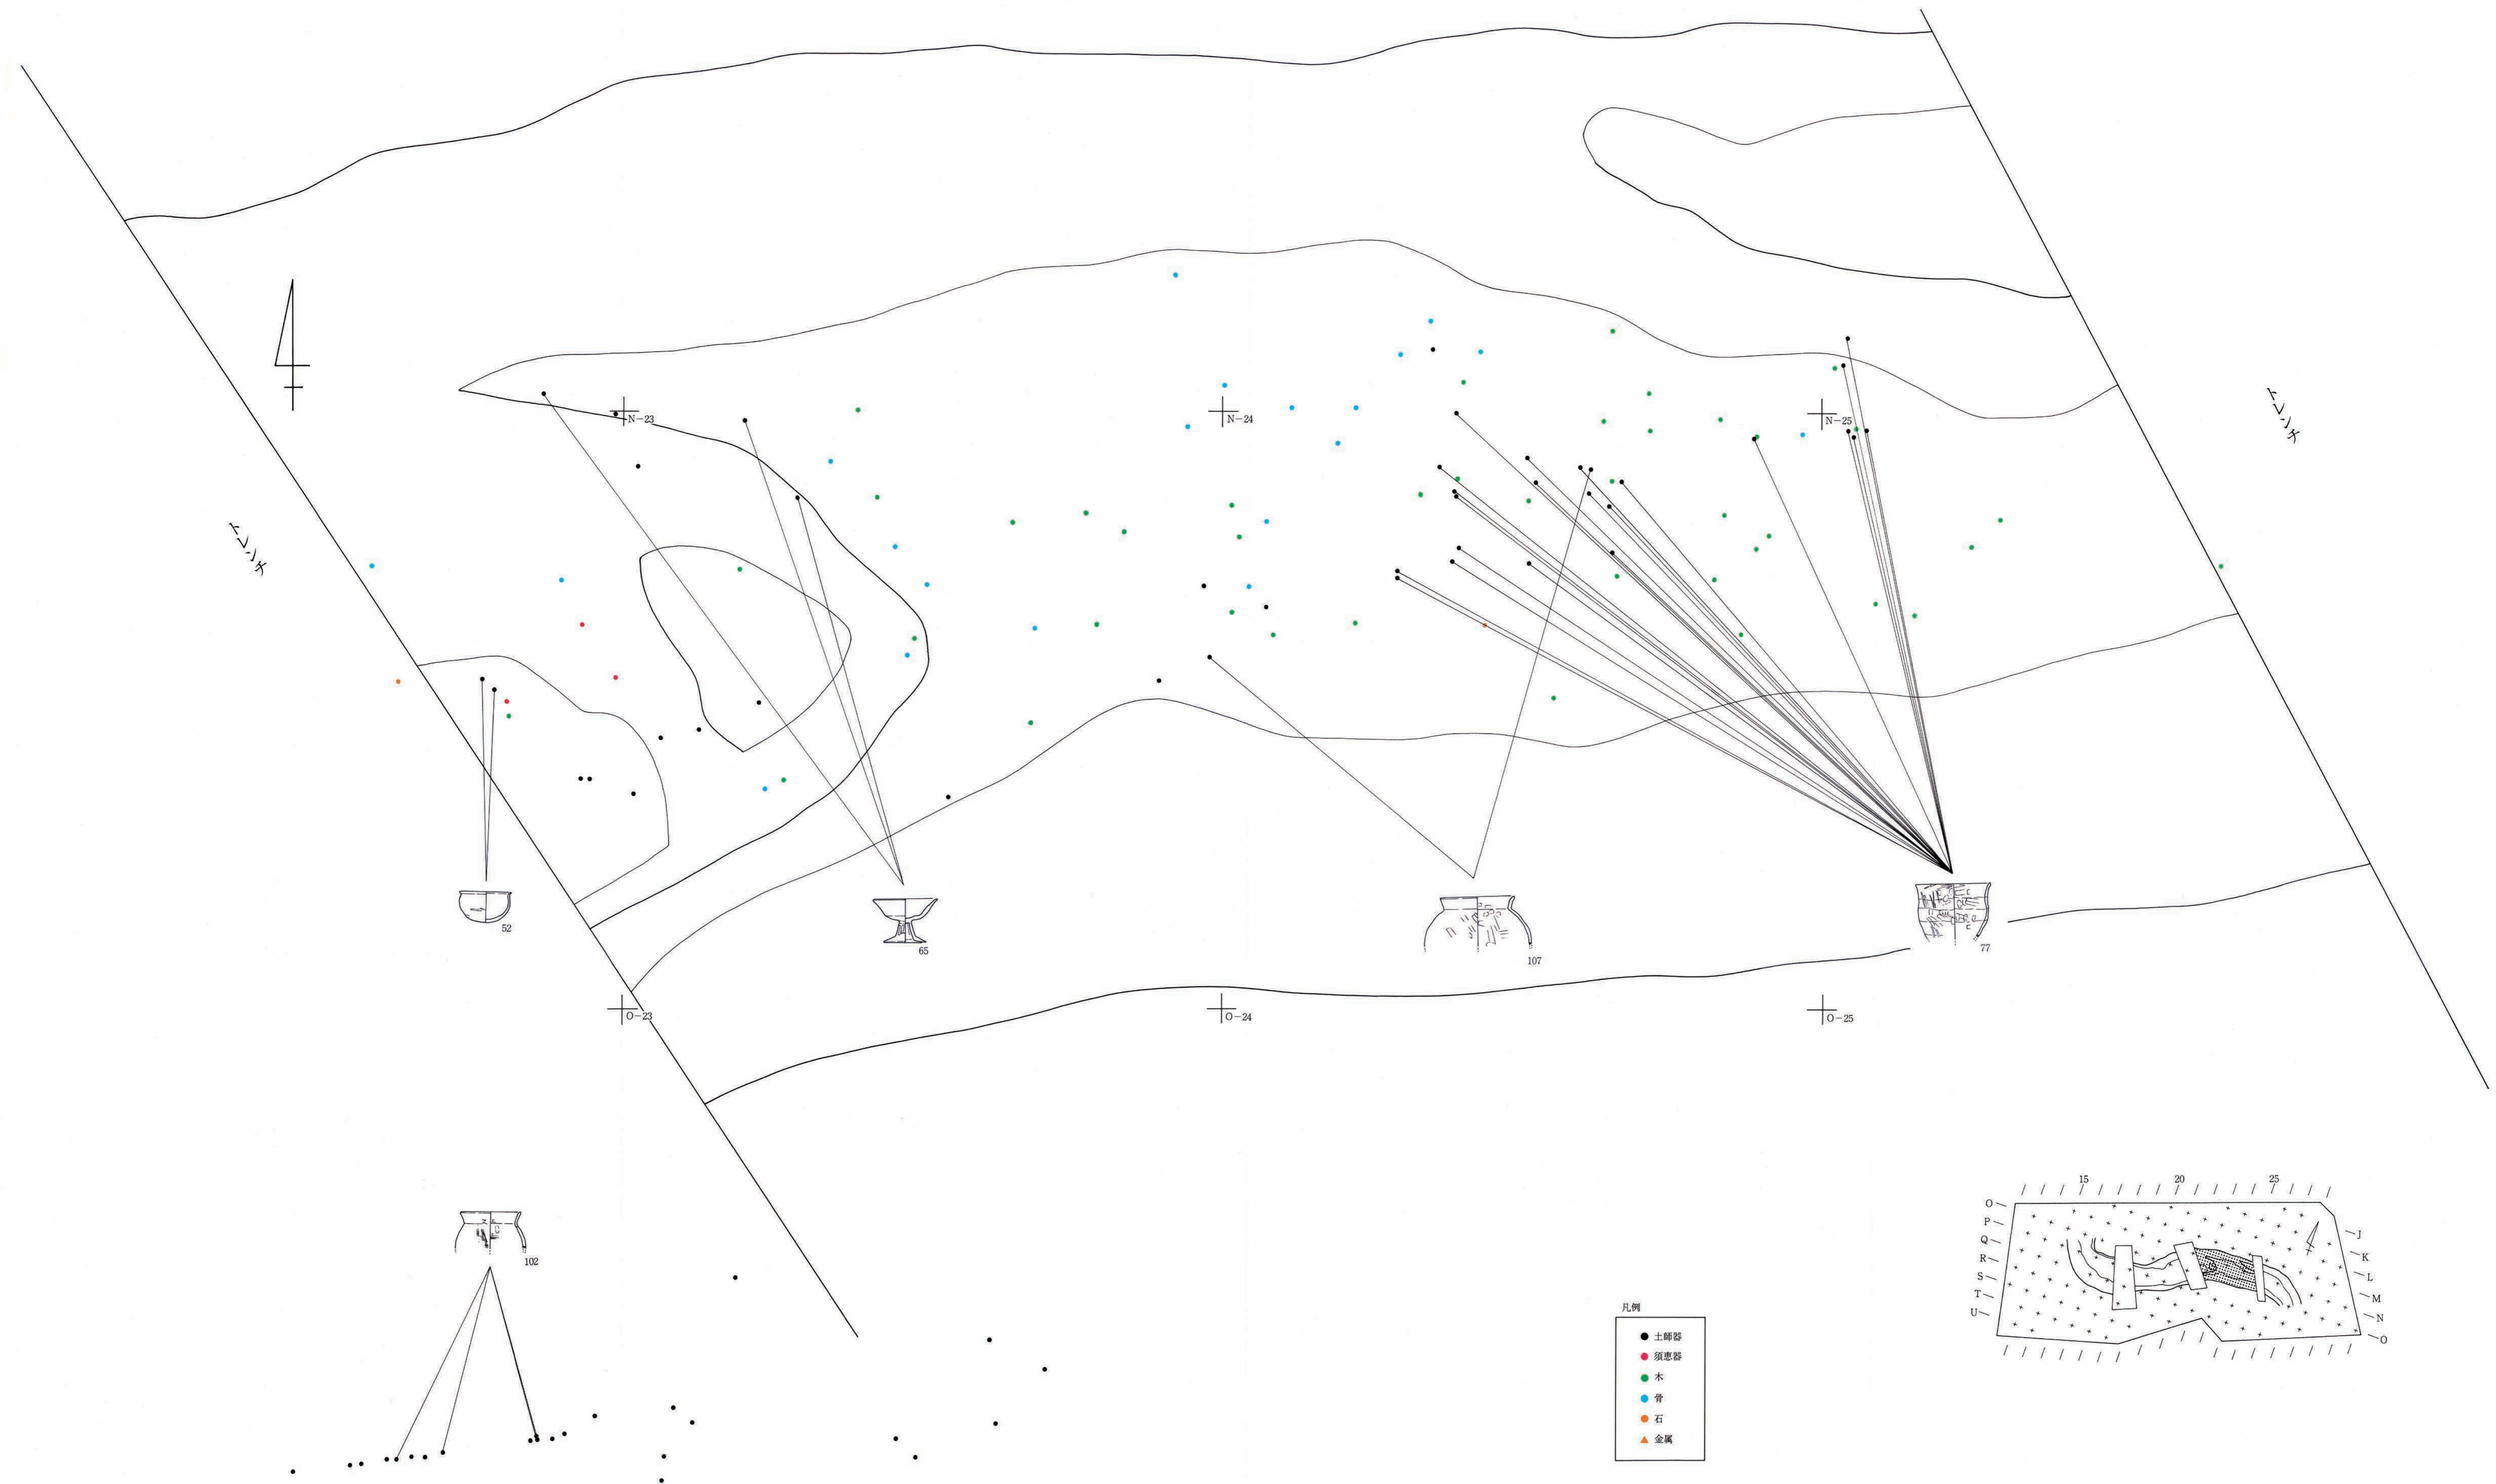 N-23
N-24
N-25
トレンチ
トレンチ
52
65
107
77
O-23
O-24
O-25
102
15 20 25
O
P
Q
R
S
T
U
J
K
L
M
N
O
凡例
土師器
須恵器
木
骨
石
金属